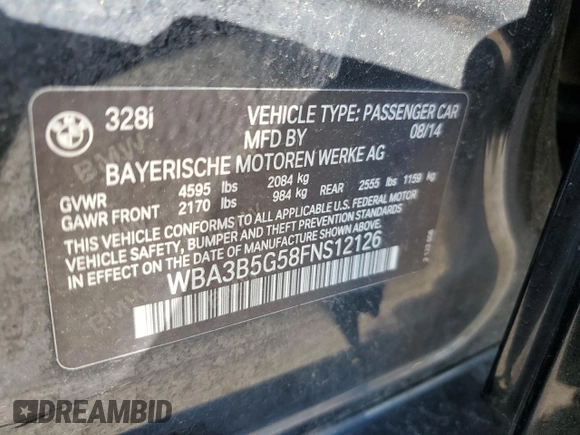 328i
VEHICLE TYPE: PASSENGER CAR
MFD BY 08/14
BAYERISCHE MOTOREN WERKE AG
GVWR 4595 lbs 2084 kg
GAWR FRONT 2170 lbs 984 kg REAR 2555 lbs 1159 kg
THIS VEHICLE CONFORMS TO ALL APPLICABLE U.S. FEDERAL MOTOR
VEHICLE SAFETY, BUMPER AND THEFT PREVENTION STANDARDS
IN EFFECT ON THE DATE OF MANUFACTURE SHOWN ABOVE.
WBA3B5G58FNS12126
DREAMBID